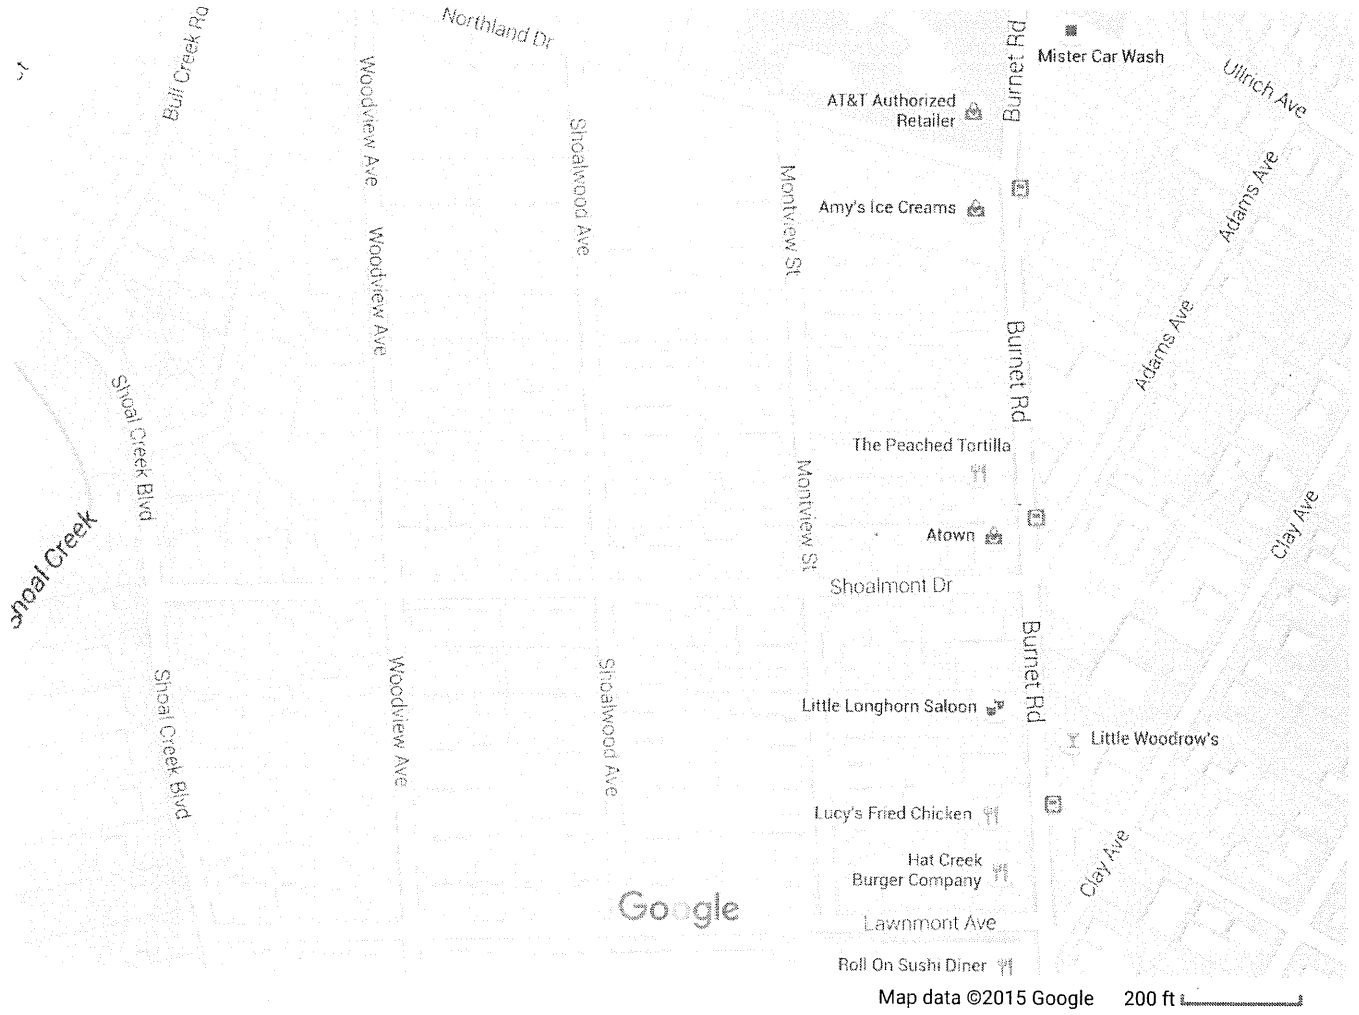 Northland Dr
Bull Creek Rd
Burnet Rd
Mister Car Wash
Ullrich Ave
Woodview Ave
AT&T Authorized
Retailer
Shoalwood Ave
Montview St
Adams Ave
Amy's Ice Creams
Woodview Ave
Adams Ave
Burnet Rd
Shoal Creek Blvd
The Peached Tortilla
Montview St
Clay Ave
Shoal Creek
Atown
Shoalmont Dr
Burnet Rd
Woodview Ave
Shoalwood Ave
Shoal Creek Blvd
Little Longhorn Saloon
Little Woodrow's
Lucy's Fried Chicken
Clay Ave
Hat Creek
Burger Company
Google
Lawnmont Ave
Roll On Sushi Diner
Map data ©2015 Google 200 ft